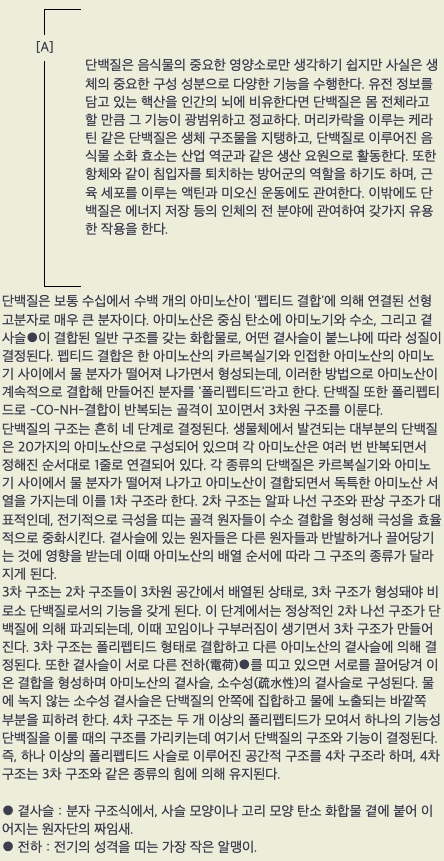 [A]
단백질은 음식물의 중요한 영양소로만 생각하기 쉽지만 사실은 생
체의 중요한 구성 성분으로 다양한 기능을 수행한다. 유전 정보를
담고 있는 핵산을 인간의 뇌에 비유한다면 단백질은 몸 전체라고
할 만큼 그 기능이 광범위하고 정교하다. 머리카락을 이루는 케라
틴 같은 단백질은 생체 구조물을 지탱하고, 단백질로 이루어진 음
식물 소화 효소는 산업 역군과 같은 생산 요원으로 활동한다. 또한
항체와 같이 침입자를 퇴치하는 방어군의 역할을 하기도 하며, 근
육 세포를 이루는 액틴과 미오신 운동에도 관여한다. 이밖에도 단
백질은 에너지 저장 등의 인체의 전 분야에 관여하여 갖가지 유용
한 작용을 한다.
단백질은 보통 수십에서 수백 개의 아미노산이 '펩티드 결합'에 의해 연결된 선형
고분자로 매우 큰 분자이다. 아미노산은 중심 탄소에 아미노기와 수소, 그리고 곁
사슬●이 결합된 일반 구조를 갖는 화합물로, 어떤 곁사슬이 붙느냐에 따라 성질이
결정된다. 펩티드 결합은 한 아미노산의 카르복실기와 인접한 아미노산의 아미노
기 사이에서 물 분자가 떨어져 나가면서 형성되는데, 이러한 방법으로 아미노산이
계속적으로 결합해 만들어진 분자를 '폴리펩티드'라고 한다. 단백질 또한 폴리펩티
드로 -CO-NH-결합이 반복되는 골격이 꼬이면서 3차원 구조를 이룬다.
단백질의 구조는 흔히 네 단계로 결정된다. 생물체에서 발견되는 대부분의 단백질
은 20가지의 아미노산으로 구성되어 있으며 각 아미노산은 여러 번 반복되면서
정해진 순서대로 1줄로 연결되어 있다. 각 종류의 단백질은 카르복실기와 아미노
기 사이에서 물 분자가 떨어져 나가고 아미노산이 결합되면서 독특한 아미노산 서
열을 가지는데 이를 1차 구조라 한다. 2차 구조는 알파 나선 구조와 판상 구조가 대
표적인데, 전기적으로 극성을 띠는 골격 원자들이 수소 결합을 형성해 극성을 효율
적으로 중화시킨다. 곁사슬에 있는 원자들은 다른 원자들과 반발하거나 끌어당기
는 것에 영향을 받는데 이때 아미노산의 배열 순서에 따라 그 구조의 종류가 달라
지게 된다.
3차 구조는 2차 구조들이 3차원 공간에서 배열된 상태로, 3차 구조가 형성돼야 비
로소 단백질로서의 기능을 갖게 된다. 이 단계에서는 정상적인 2차 나선 구조가 단
백질에 의해 파괴되는데, 이때 꼬임이나 구부러짐이 생기면서 3차 구조가 만들어
진다. 3차 구조는 폴리펩티드 형태로 결합하고 다른 아미노산의 곁사슬에 의해 결
정된다. 또한 곁사슬이 서로 다른 전하(電荷)●를 띠고 있으면 서로를 끌어당겨 이
온 결합을 형성하며 아미노산의 곁사슬, 소수성(疏水性)의 곁사슬로 구성된다. 물
에 녹지 않는 소수성 곁사슬은 단백질의 안쪽에 집합하고 물에 노출되는 바깥쪽
부분을 피하려 한다. 4차 구조는 두 개 이상의 폴리펩티드가 모여서 하나의 기능성
단백질을 이룰 때의 구조를 가리키는데 여기서 단백질의 구조와 기능이 결정된다.
즉, 하나 이상의 폴리펩티드 사슬로 이루어진 공간적 구조를 4차 구조라 하며, 4차
구조는 3차 구조와 같은 종류의 힘에 의해 유지된다.
● 곁사슬 : 분자 구조식에서, 사슬 모양이나 고리 모양 탄소 화합물 곁에 붙어 이
어지는 원자단의 짜임새.
● 전하 : 전기의 성격을 띠는 가장 작은 알맹이.